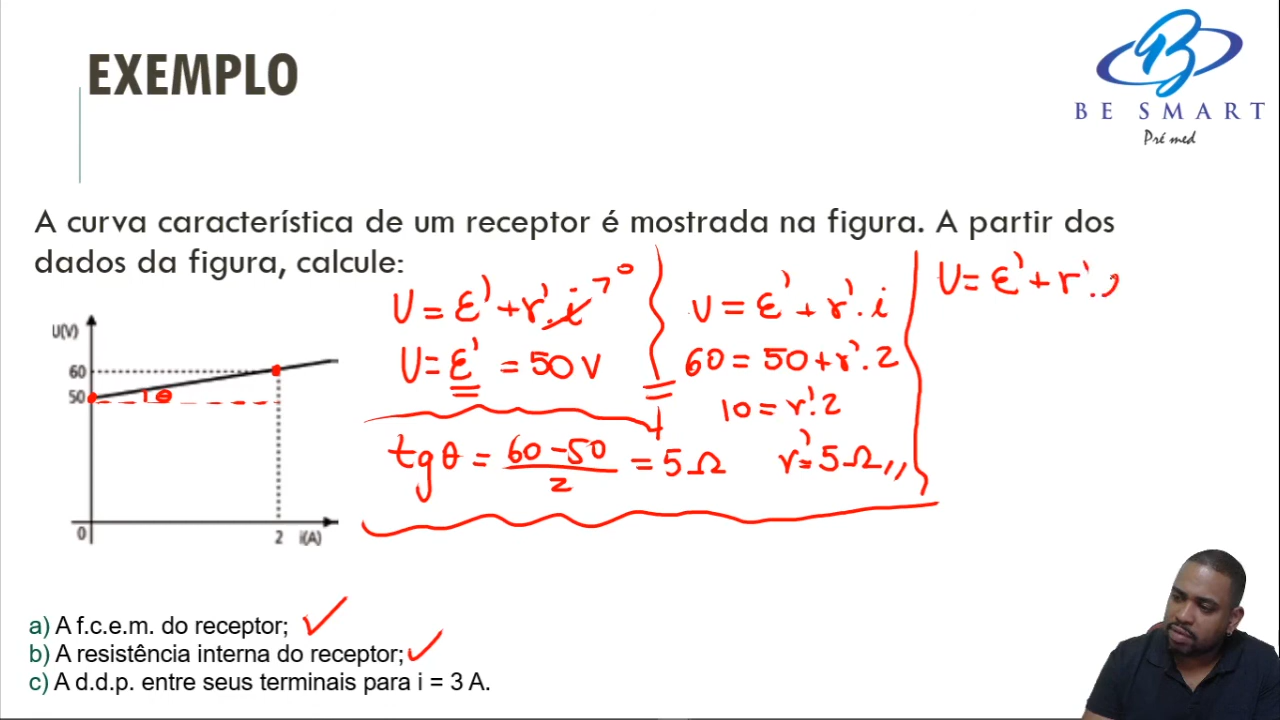 EXEMPLO
BE SMART
Pré med
A curva característica de um receptor é mostrada na figura. A partir dos
dados da figura, calcule:
U = ε' + r'. i → 0
U = ε' = 50 V
tg θ = 60 - 50 / 2 = 5 Ω
U = ε' + r'. i
60 = 50 + r'. 2
10 = r'. 2
r' = 5 Ω,,
U = ε' + r'.
U(V)
60
50
θ
0
2
i(A)
a) A f.c.e.m. do receptor;
b) A resistência interna do receptor;
c) A d.d.p. entre seus terminais para i = 3 A.